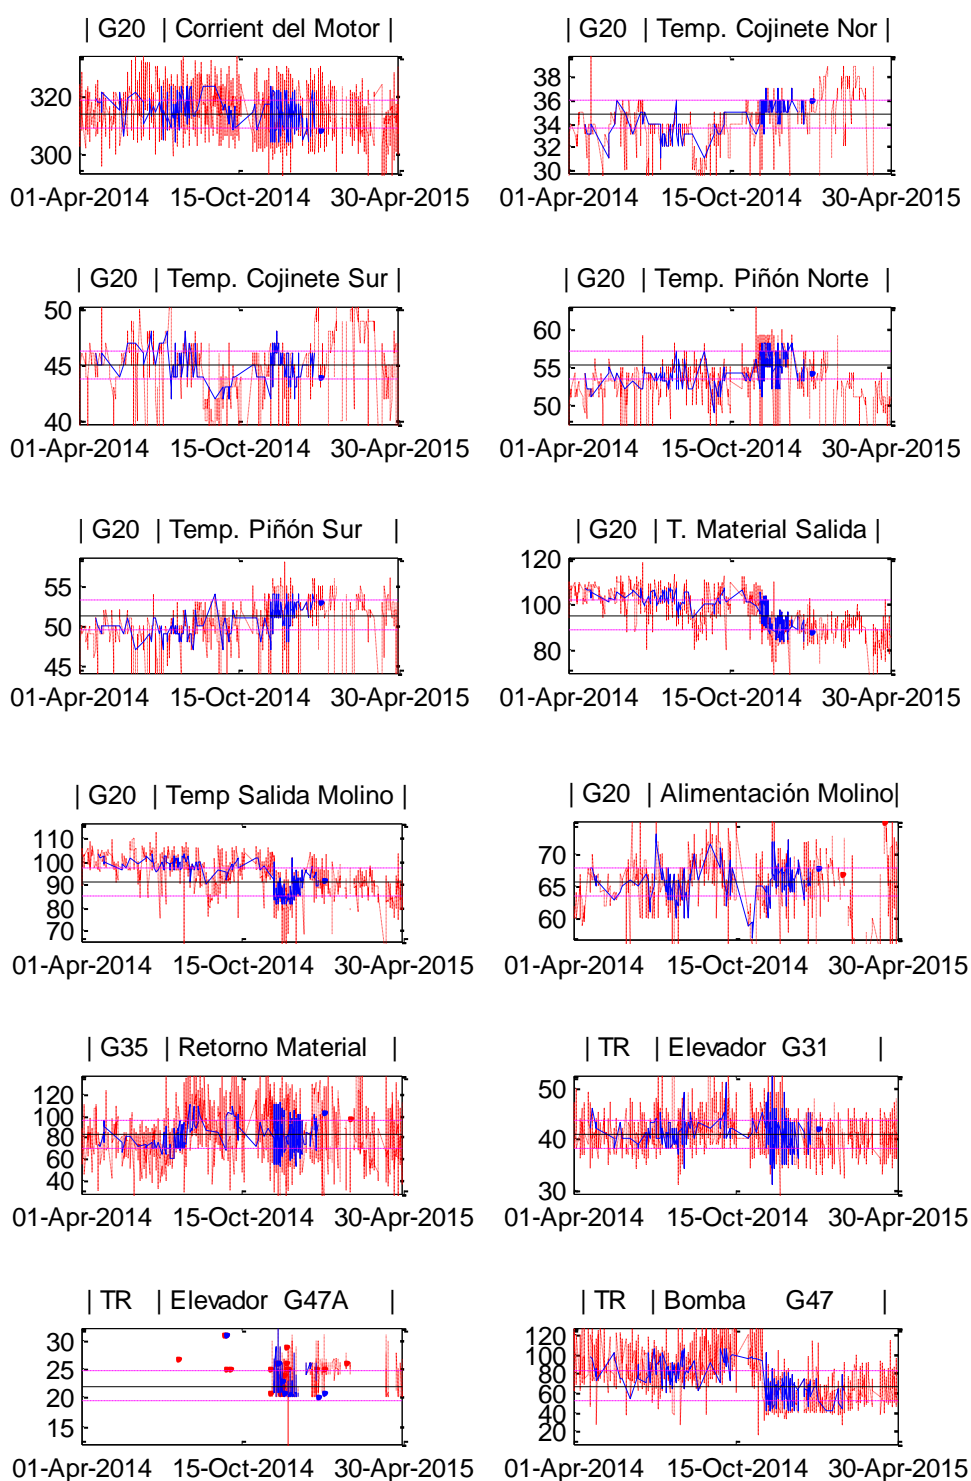 | G20 | Corrient del Motor |
320
300
01-Apr-2014 15-Oct-2014 30-Apr-2015
| G20 | Temp. Cojinete Nor |
38
36
34
32
30
01-Apr-2014 15-Oct-2014 30-Apr-2015
| G20 | Temp. Cojinete Sur |
50
45
40
01-Apr-2014 15-Oct-2014 30-Apr-2015
| G20 | Temp. Piñón Norte |
60
55
50
01-Apr-2014 15-Oct-2014 30-Apr-2015
| G20 | Temp. Piñón Sur |
55
50
45
01-Apr-2014 15-Oct-2014 30-Apr-2015
| G20 | T. Material Salida |
120
100
80
01-Apr-2014 15-Oct-2014 30-Apr-2015
| G20 | Temp Salida Molino |
110
100
90
80
70
01-Apr-2014 15-Oct-2014 30-Apr-2015
| G20 | Alimentación Molino|
70
65
60
01-Apr-2014 15-Oct-2014 30-Apr-2015
| G35 | Retorno Material |
120
100
80
60
40
01-Apr-2014 15-Oct-2014 30-Apr-2015
| TR | Elevador G31 |
50
40
30
01-Apr-2014 15-Oct-2014 30-Apr-2015
| TR | Elevador G47A |
30
25
20
15
01-Apr-2014 15-Oct-2014 30-Apr-2015
| TR | Bomba G47 |
120
100
80
60
40
20
01-Apr-2014 15-Oct-2014 30-Apr-2015